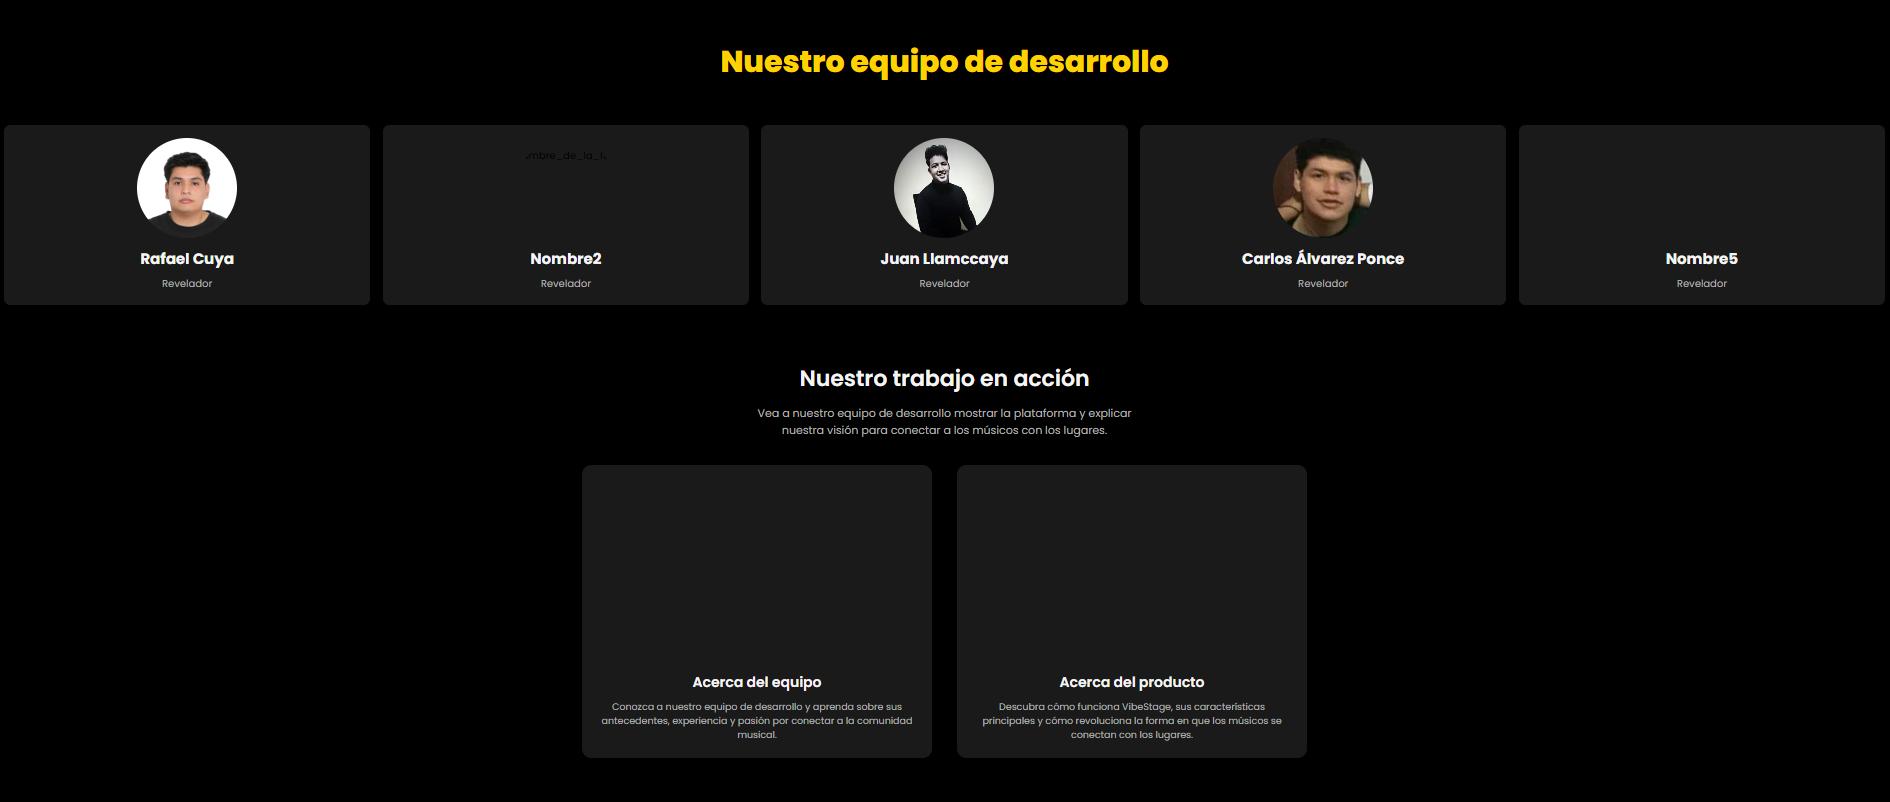 Nuestro equipo de desarrollo
mbre_de_la_i
Rafael Cuya
Nombre2
Juan Llamccaya
Carlos Álvarez Ponce
Nombre5
Revelador
Revelador
Revelador
Revelador
Revelador
Nuestro trabajo en acción
Vea a nuestro equipo de desarrollo mostrar la plataforma y explicar
nuestra visión para conectar a los músicos con los lugares.
Acerca del equipo
Conozca a nuestro equipo de desarrollo y aprenda sobre sus
antecedentes, experiencia y pasión por conectar a la comunidad
musical.
Acerca del producto
Descubra cómo funciona VibeStage, sus características
principales y cómo revoluciona la forma en que los músicos se
conectan con los lugares.